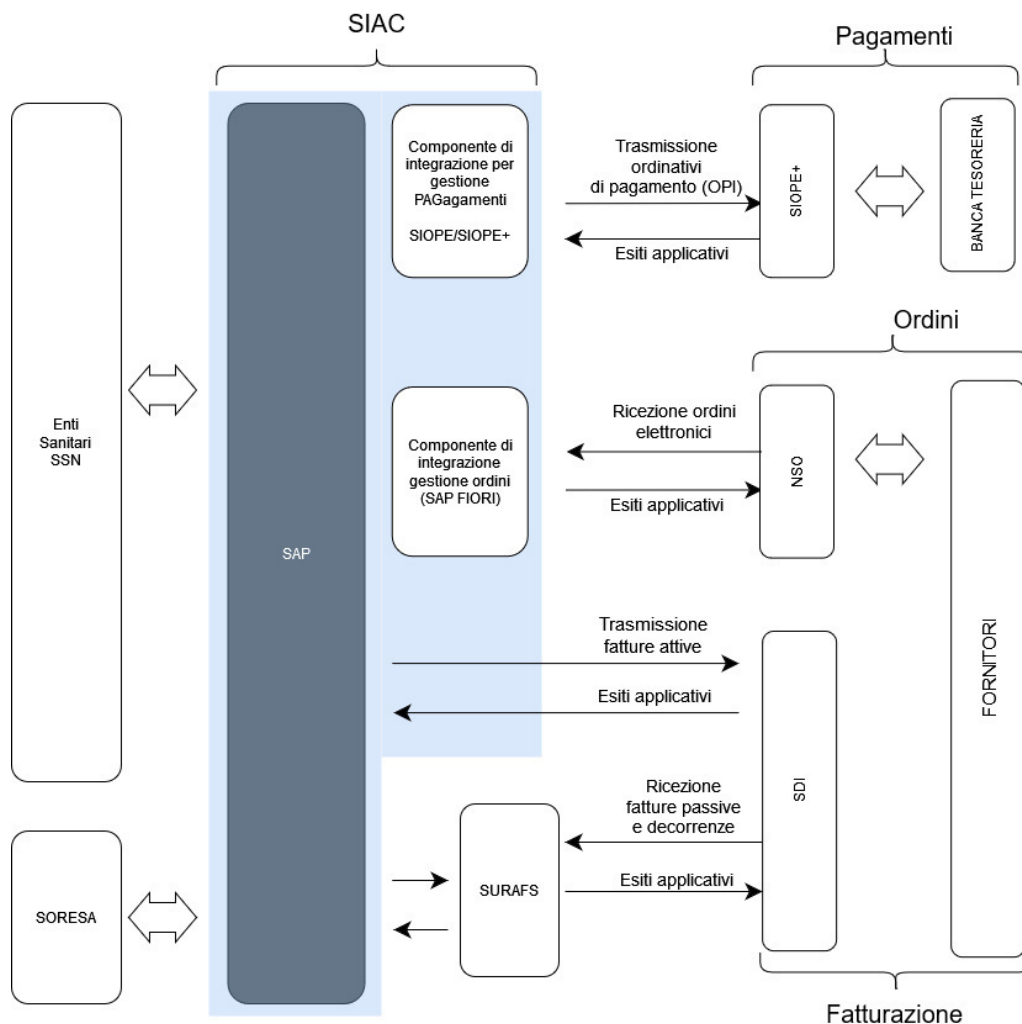 SIAC
Pagamenti
Componente di
integrazione per
gestione
PAGagamenti
SIOPE/SIOPE+
Trasmissione
ordinativi
di pagamento (OPI)
Esiti applicativi
SIOPE+
BANCA TESORERIA
Ordini
Enti
Sanitari
SSN
SAP
Componente di
integrazione
gestione ordini
(SAP FIORI)
Ricezione ordini
elettronici
Esiti applicativi
NSO
FORNITORI
Trasmissione
fatture attive
Esiti applicativi
SDI
Ricezione
fatture passive
e decorrenze
Esiti applicativi
SORESA
SURAFS
Fatturazione